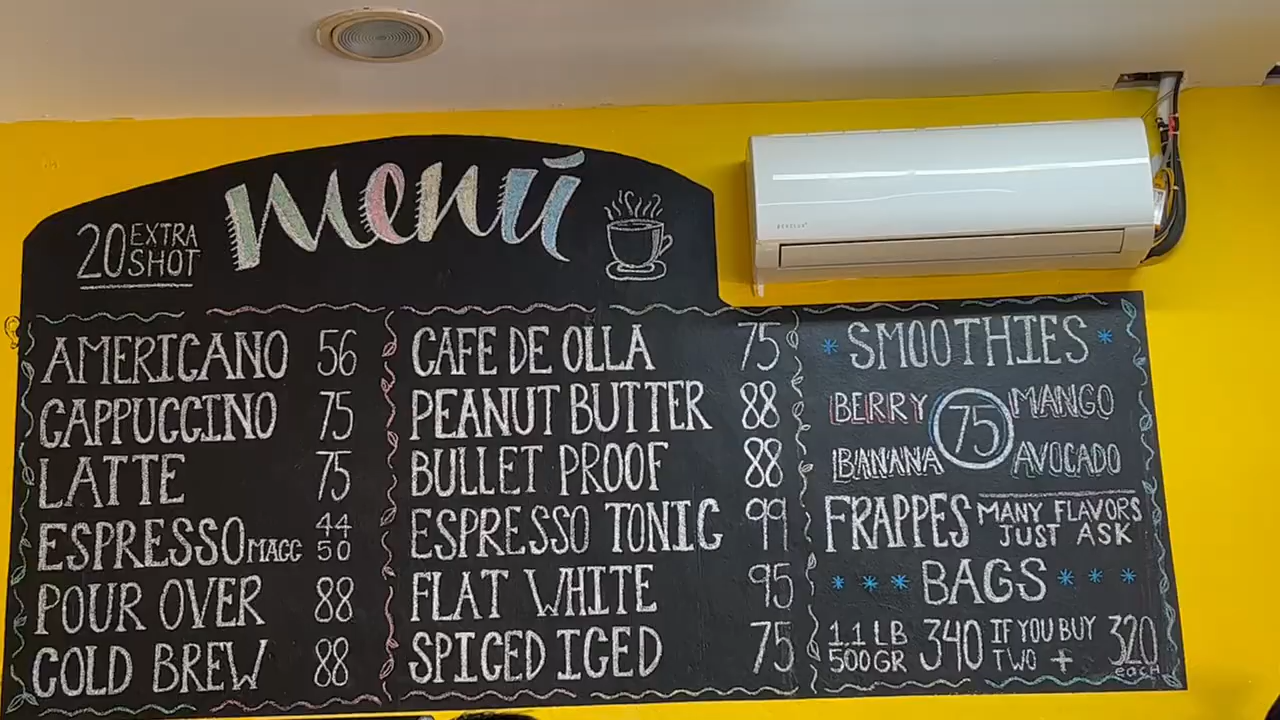 menú
20 EXTRA SHOT
AMERICANO 56
CAPPUCCINO 75
LATTE 75
ESPRESSO 44
MACC 50
POUR OVER 88
COLD BREW 88
CAFE DE OLLA 75
PEANUT BUTTER 88
BULLET PROOF 88
ESPRESSO TONIC 99
FLAT WHITE 95
SPICED ICED 75
* SMOOTHIES *
BERRY 75 MANGO
BANANA AVOCADO
FRAPPES MANY FLAVORS
JUST ASK
* * * BAGS * * *
1.1 LB 340 IF YOU BUY 320
500GR TWO + each